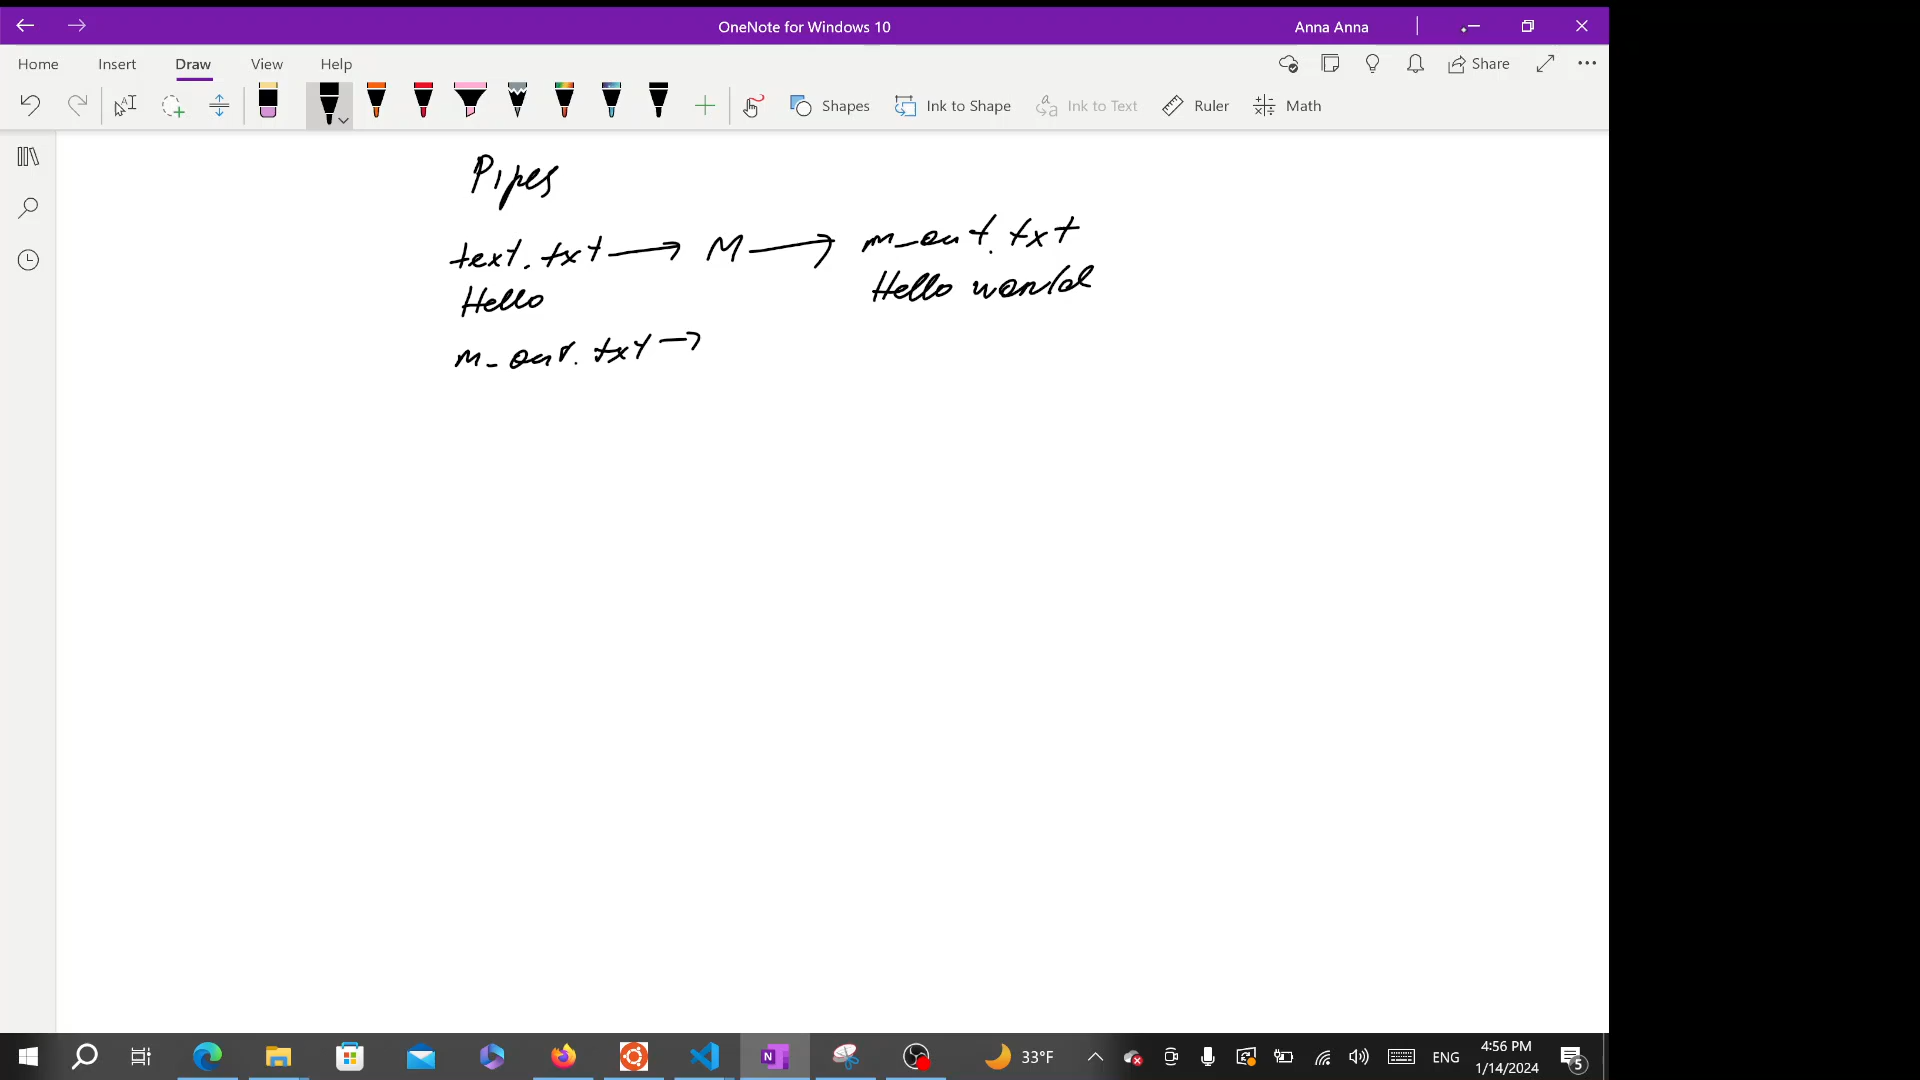 OneNote for Windows 10
Anna Anna
Home Insert Draw View Help
Share
Shapes Ink to Shape Ink to Text Ruler Math
Pipes
text.txt → M → m_out.txt
Hello Hello world
m_out.txt →
33°F
ENG
4:56 PM
1/14/2024
5